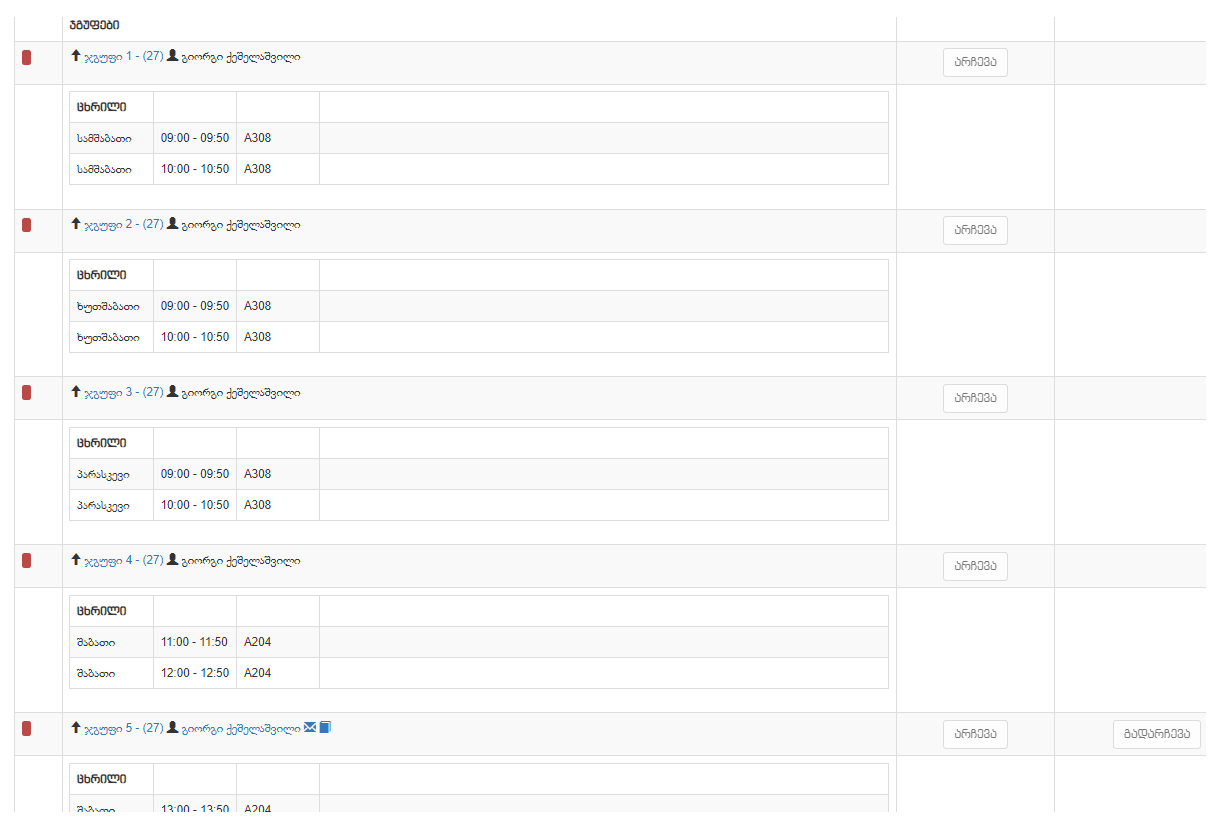 ჯგუფები
ჯგუფი 1 - (27) გიორგი ქეშელაშვილი
არჩევა
ცხრილი
სამშაბათი 09:00 - 09:50 A308
სამშაბათი 10:00 - 10:50 A308
ჯგუფი 2 - (27) გიორგი ქეშელაშვილი
არჩევა
ცხრილი
ხუთშაბათი 09:00 - 09:50 A308
ხუთშაბათი 10:00 - 10:50 A308
ჯგუფი 3 - (27) გიორგი ქეშელაშვილი
არჩევა
ცხრილი
პარასკევი 09:00 - 09:50 A308
პარასკევი 10:00 - 10:50 A308
ჯგუფი 4 - (27) გიორგი ქეშელაშვილი
არჩევა
ცხრილი
შაბათი 11:00 - 11:50 A204
შაბათი 12:00 - 12:50 A204
ჯგუფი 5 - (27) გიორგი ქეშელაშვილი
არჩევა გადარჩევა
ცხრილი
შაბათი 13:00 - 13:50 A204